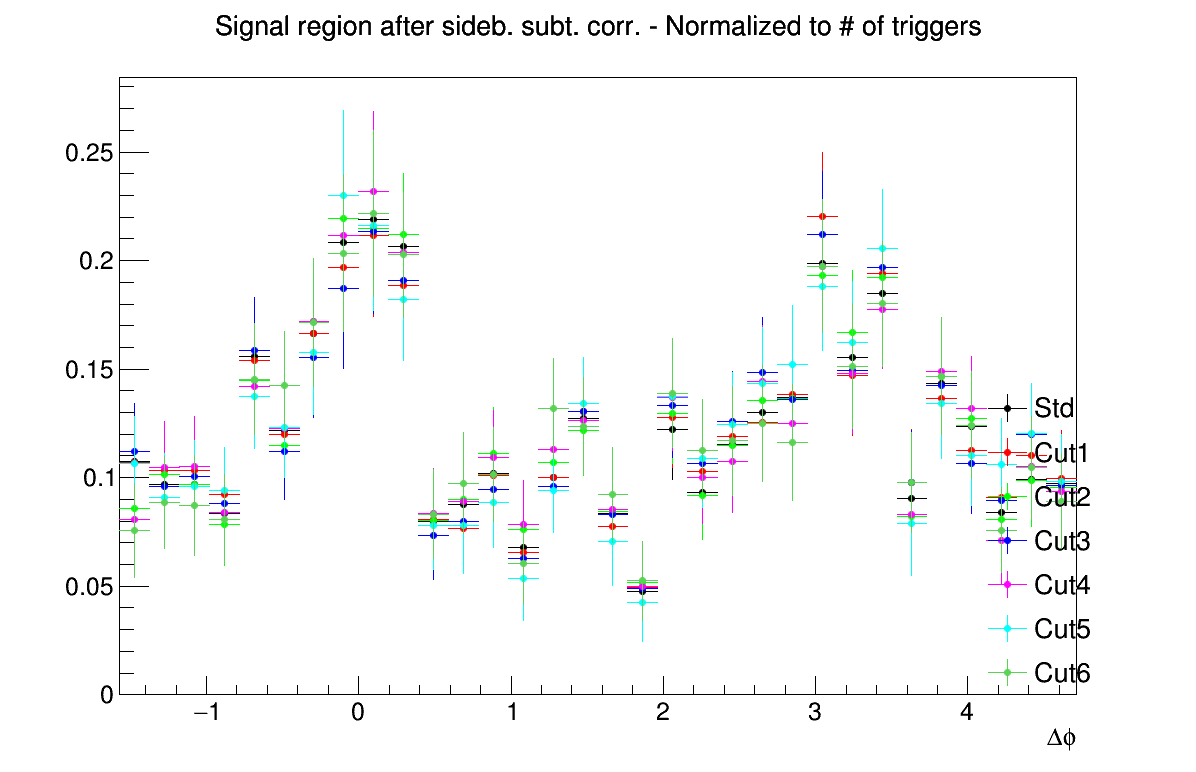 Signal region after sideb. subt. corr. - Normalized to # of triggers
0.25
0.2
0.15
0.1
0.05
0
Std
Cut1
Cut2
Cut3
Cut4
Cut5
Cut6
−1 0 1 2 3 4
Δϕ